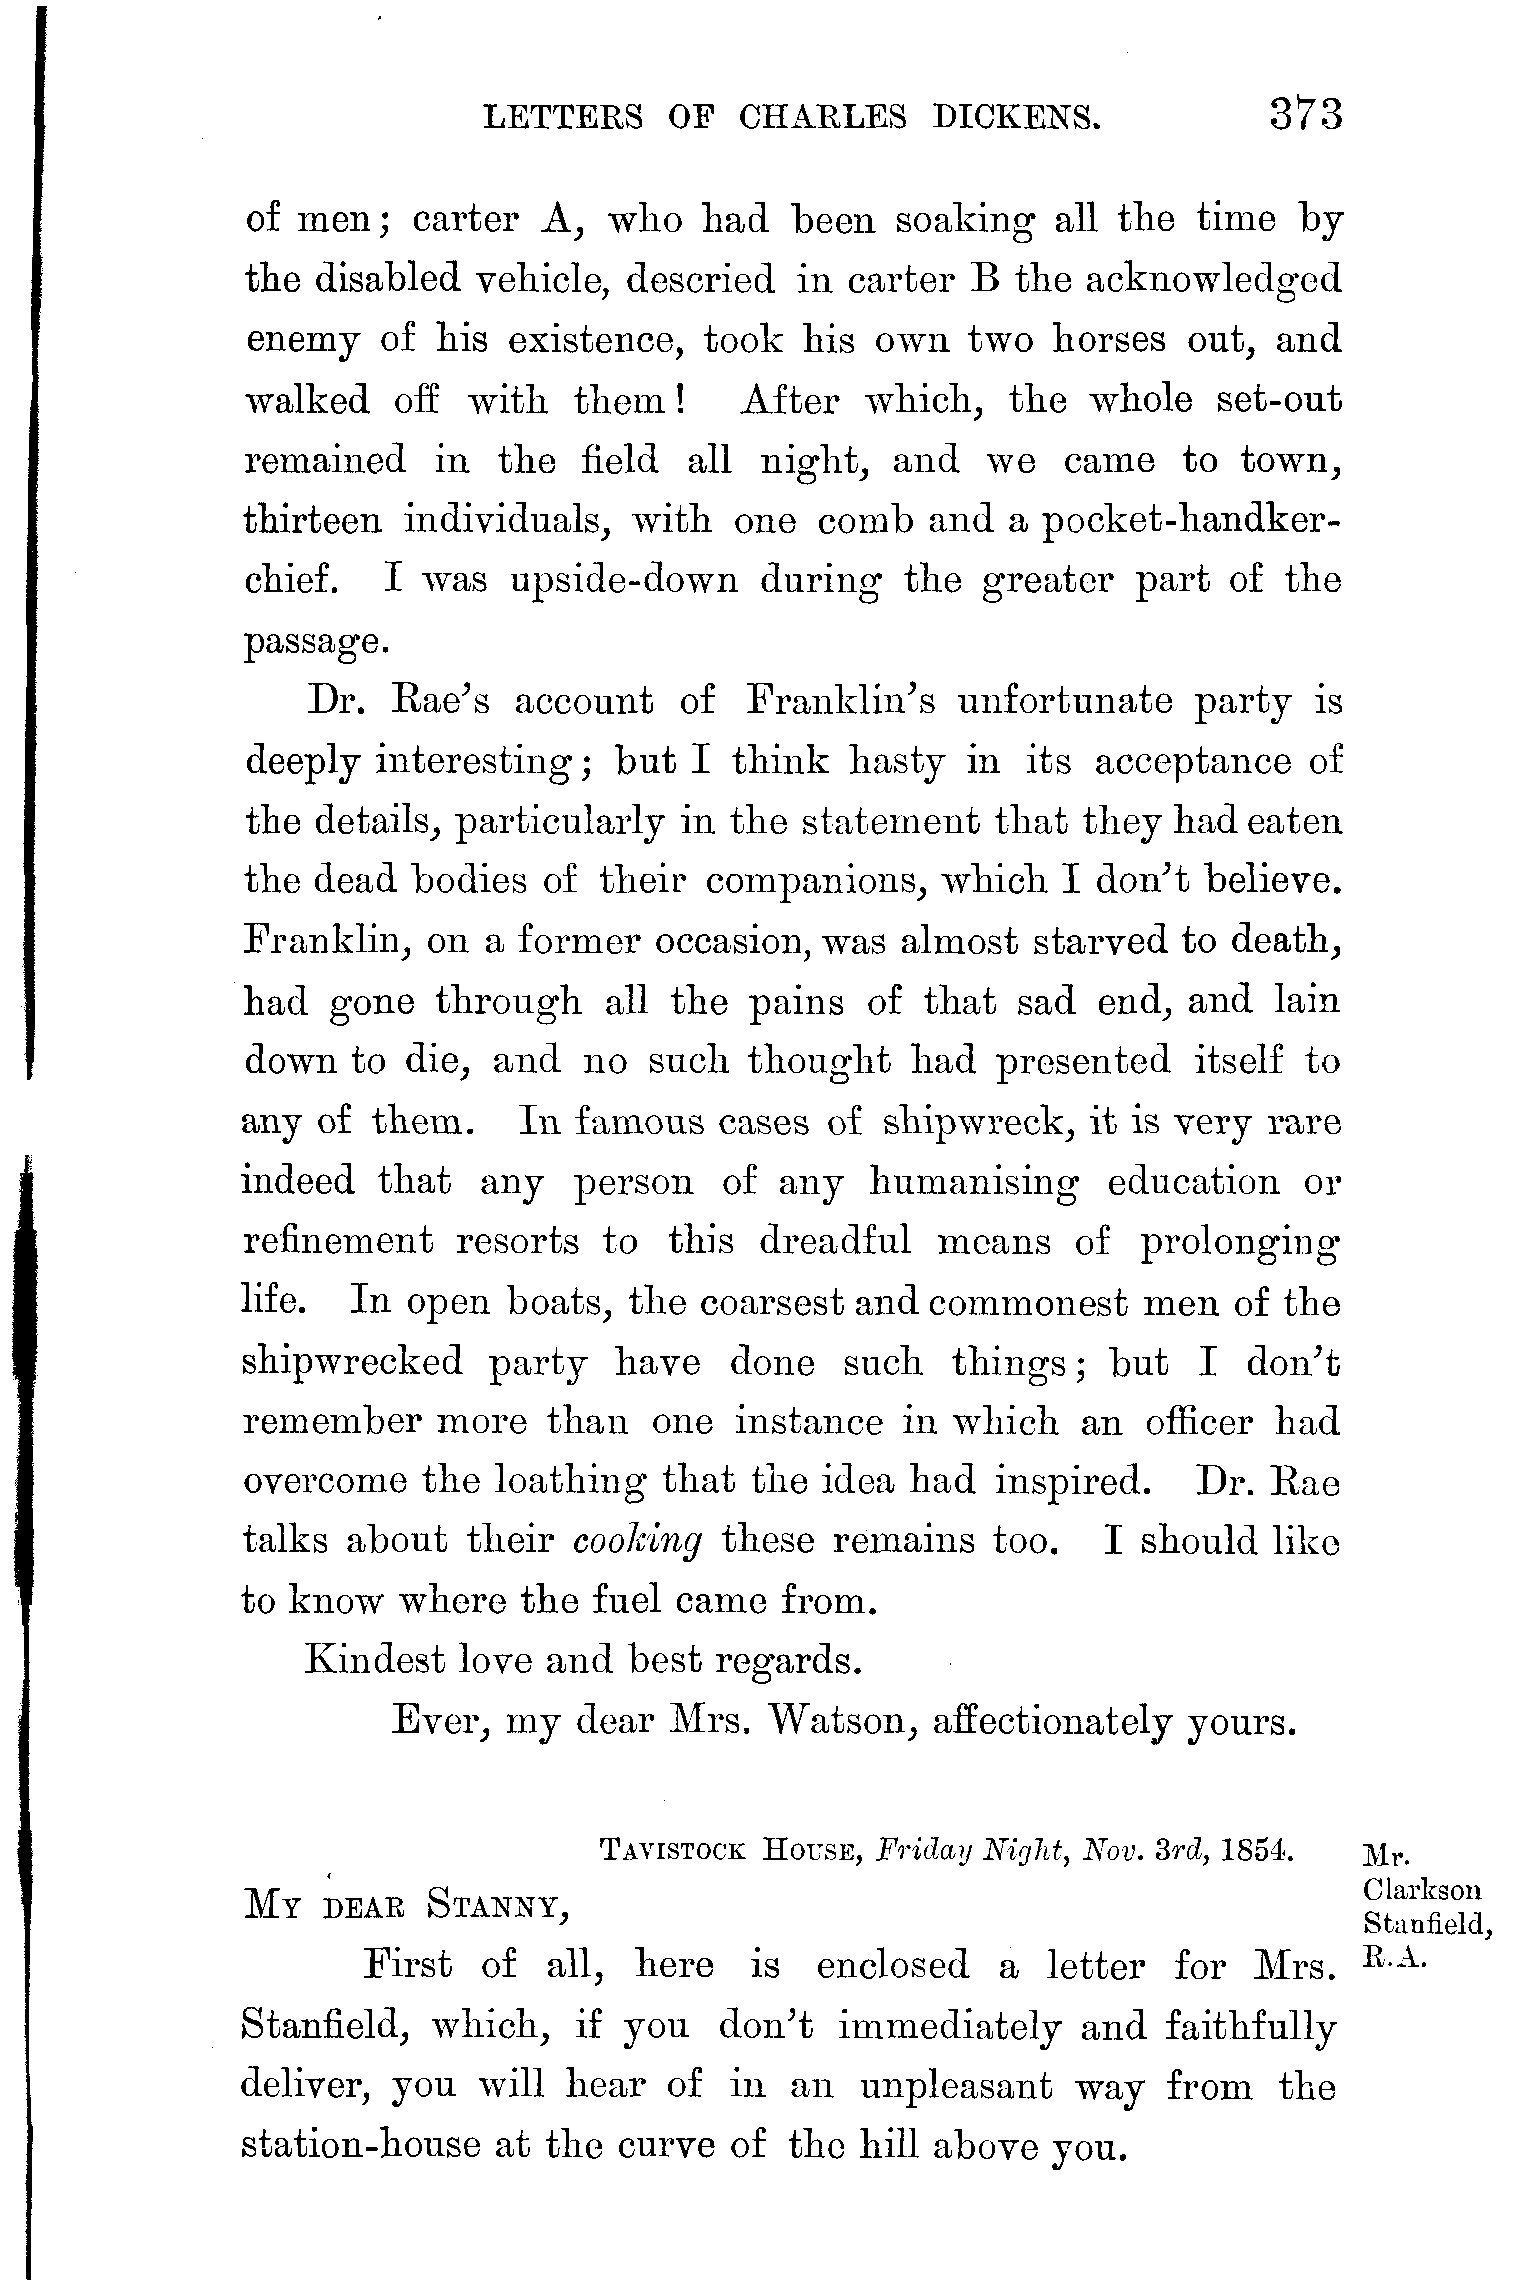 LETTERS OF CHARLES DICKENS. 373
of men; carter A, who had been soaking all the time by
the disabled vehicle, descried in carter B the acknowledged
enemy of his existence, took his own two horses out, and
walked off with them! After which, the whole set-out
remained in the field all night, and we came to town,
thirteen individuals, with one comb and a pocket-handker-
chief. I was upside-down during the greater part of the
passage.
Dr. Rae's account of Franklin's unfortunate party is
deeply interesting; but I think hasty in its acceptance of
the details, particularly in the statement that they had eaten
the dead bodies of their companions, which I don't believe.
Franklin, on a former occasion, was almost starved to death,
had gone through all the pains of that sad end, and lain
down to die, and no such thought had presented itself to
any of them. In famous cases of shipwreck, it is very rare
indeed that any person of any humanising education or
refinement resorts to this dreadful means of prolonging
life. In open boats, the coarsest and commonest men of the
shipwrecked party have done such things; but I don't
remember more than one instance in which an officer had
overcome the loathing that the idea had inspired. Dr. Rae
talks about their cooking these remains too. I should like
to know where the fuel came from.
Kindest love and best regards.
Ever, my dear Mrs. Watson, affectionately yours.
TAVISTOCK HOUSE, Friday Night, Nov. 3rd, 1854.
Mr.
Clarkson
Stanfield,
R.A.
MY DEAR STANNY,
First of all, here is enclosed a letter for Mrs.
Stanfield, which, if you don't immediately and faithfully
deliver, you will hear of in an unpleasant way from the
station-house at the curve of the hill above you.